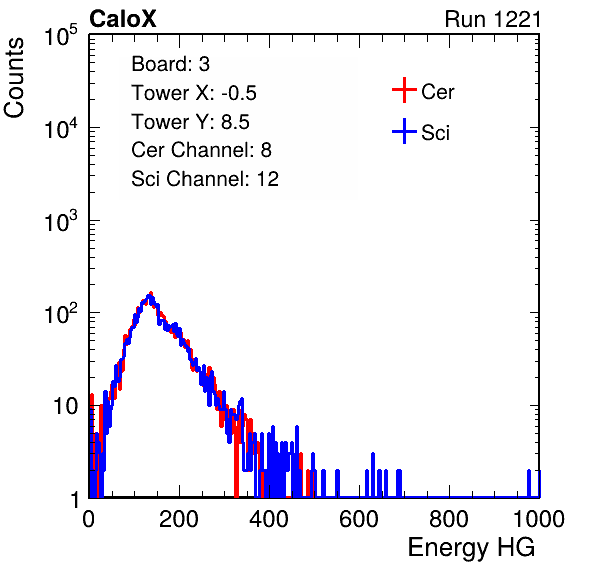 CaloX Run 1221
Counts
10^5
10^4
10^3
10^2
10
1
Board: 3
Tower X: -0.5
Tower Y: 8.5
Cer Channel: 8
Sci Channel: 12
Cer
Sci
0 200 400 600 800 1000
Energy HG